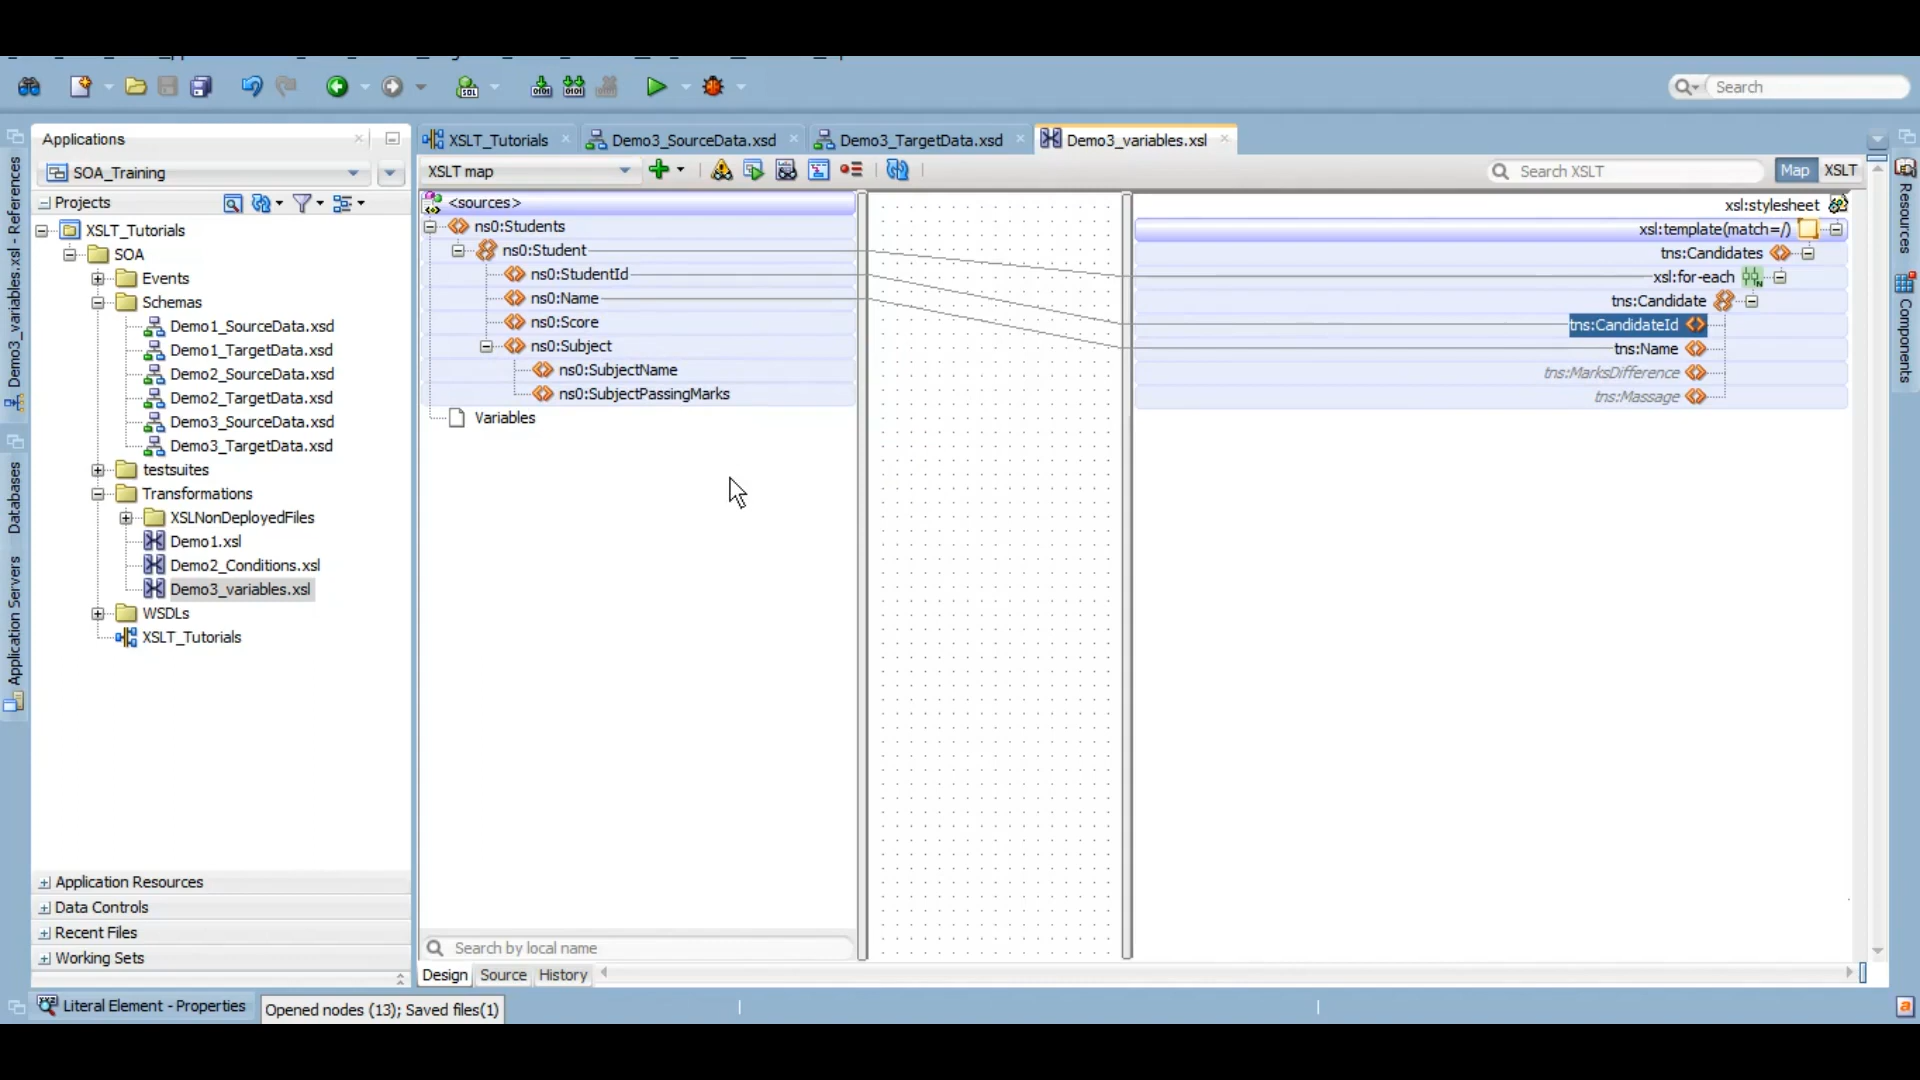 Search
Applications
XSLT_Tutorials
Demo3_SourceData.xsd
Demo3_TargetData.xsd
Demo3_variables.xsl
SOA_Training
XSLT map
Search XSLT
Map
XSLT
Projects
XSLT_Tutorials
SOA
Events
Schemas
Demo1_SourceData.xsd
Demo1_TargetData.xsd
Demo2_SourceData.xsd
Demo2_TargetData.xsd
Demo3_SourceData.xsd
Demo3_TargetData.xsd
testsuites
Transformations
XSLNonDeployedFiles
Demo1.xsl
Demo2_Conditions.xsl
Demo3_variables.xsl
WSDLs
XSLT_Tutorials
Application Resources
Data Controls
Recent Files
Working Sets
<sources>
ns0:Students
ns0:Student
ns0:StudentId
ns0:Name
ns0:Score
ns0:Subject
ns0:SubjectName
ns0:SubjectPassingMarks
Variables
Search by local name
xsl:stylesheet
xsl:template(match=/)
tns:Candidates
xsl:for-each
tns:Candidate
tns:CandidateId
tns:Name
tns:MarksDifference
tns:Massage
Design
Source
History
Literal Element - Properties
Opened nodes (13); Saved files(1)
Demo3_variables.xsl - References
Databases
Application Servers
Resources
Components